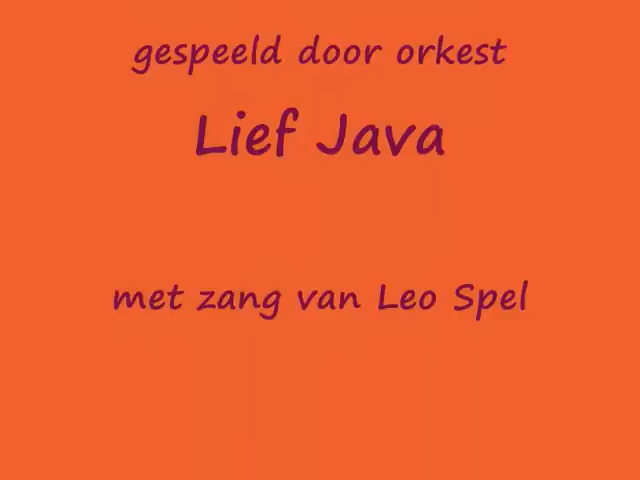 gespeeld door orkest
Lief Java
met zang van Leo Spel